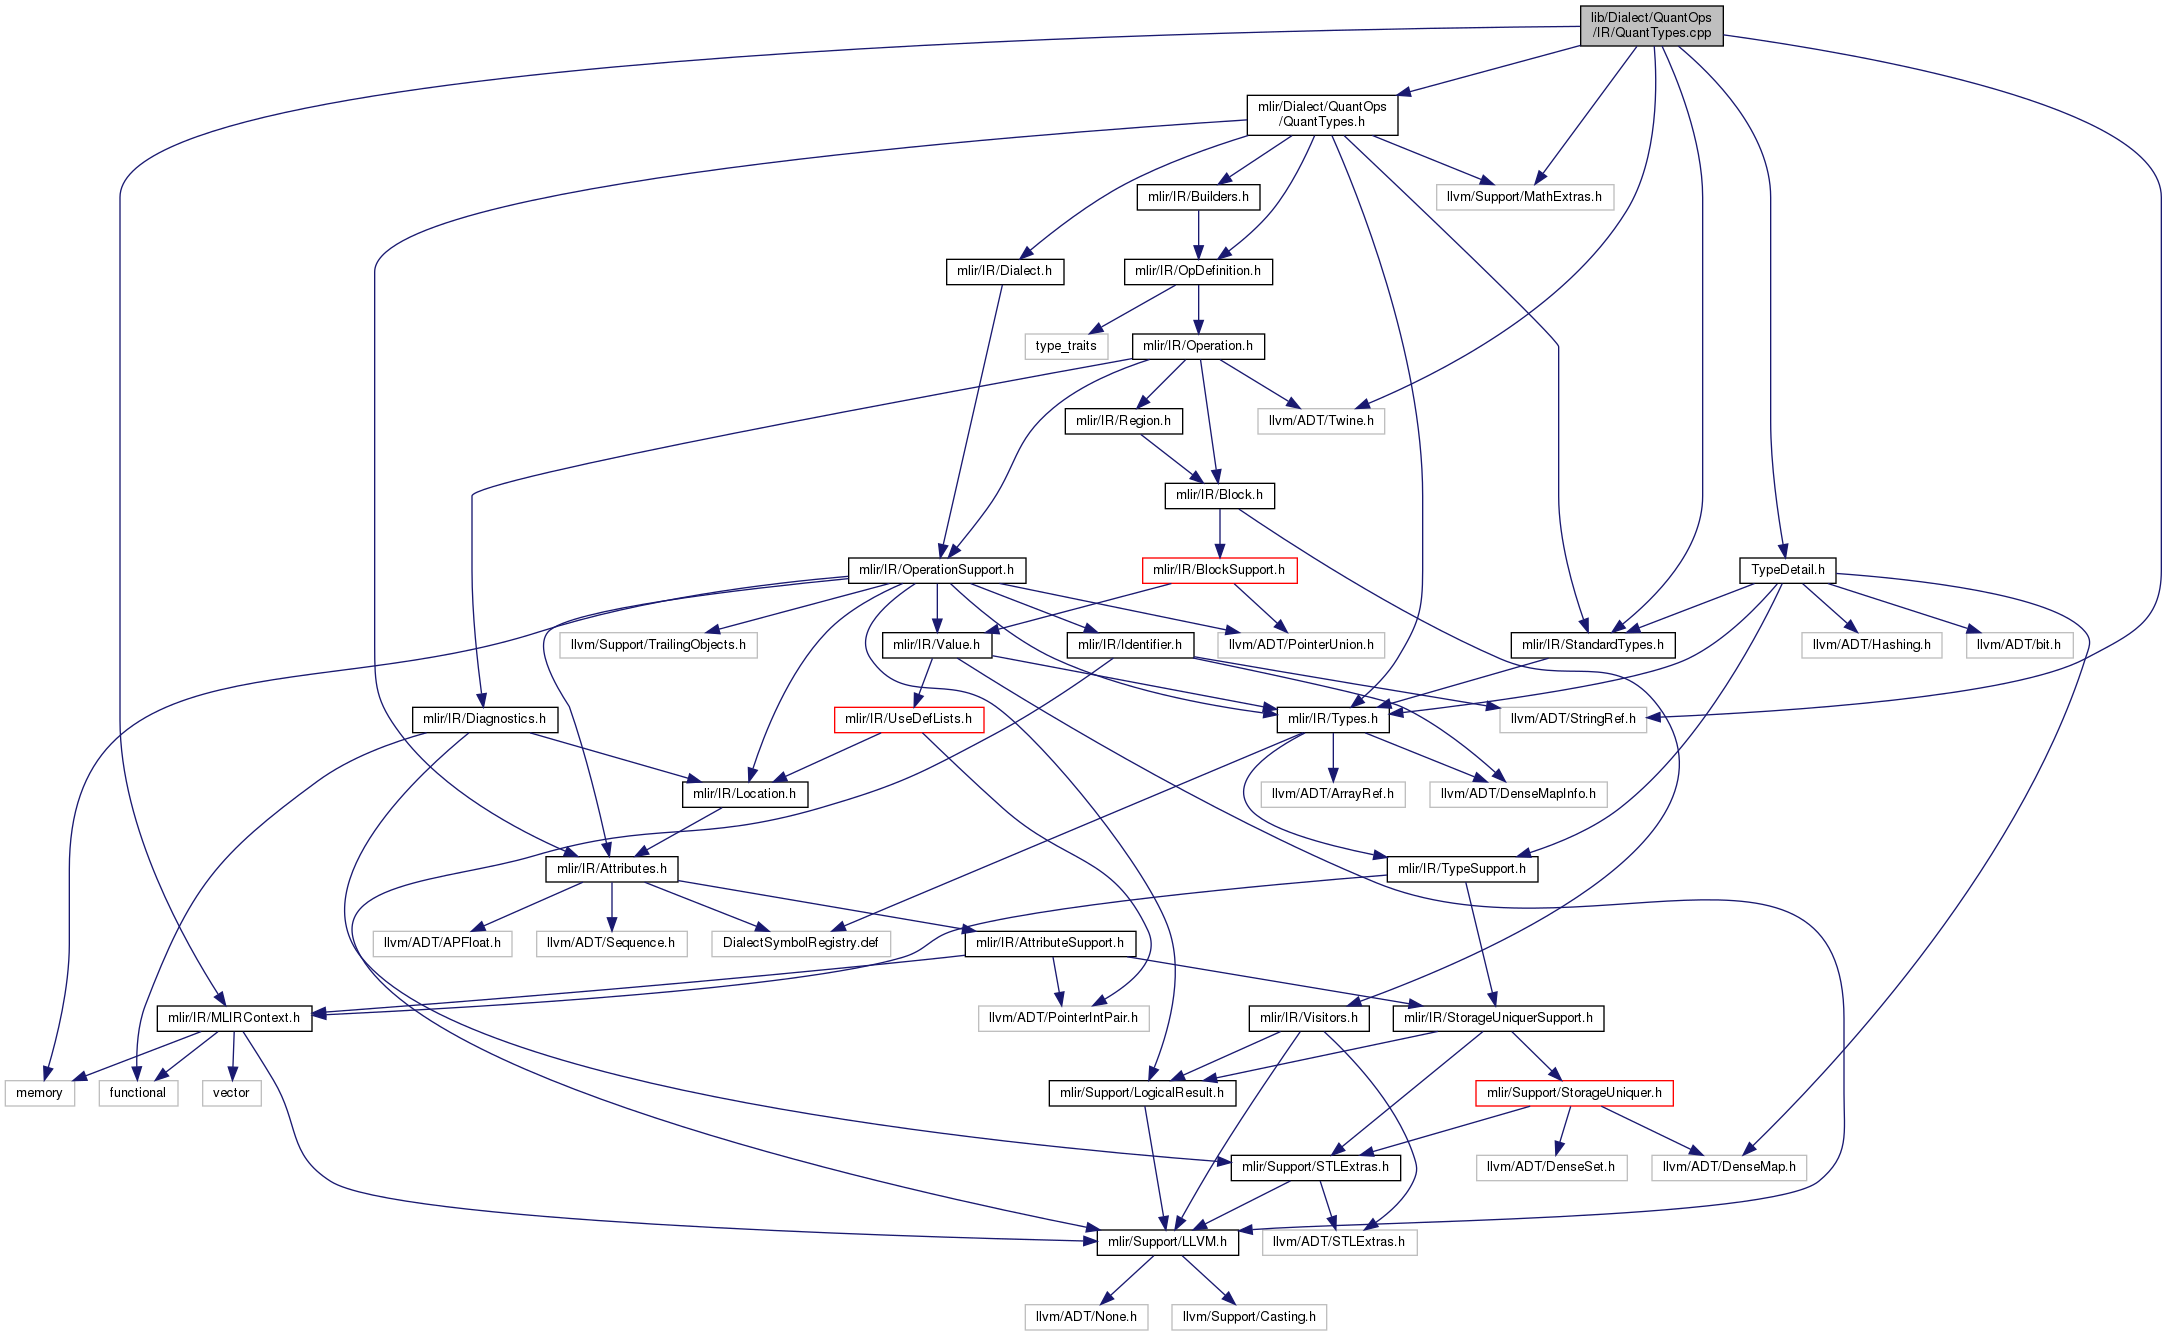 lib/Dialect/QuantOps
/IR/QuantTypes.cpp
mlir/Dialect/QuantOps
/QuantTypes.h
mlir/IR/Builders.h
llvm/Support/MathExtras.h
mlir/IR/Dialect.h
mlir/IR/OpDefinition.h
type_traits
mlir/IR/Operation.h
mlir/IR/Region.h
llvm/ADT/Twine.h
mlir/IR/Block.h
mlir/IR/OperationSupport.h
mlir/IR/BlockSupport.h
TypeDetail.h
llvm/Support/TrailingObjects.h
mlir/IR/Value.h
mlir/IR/Identifier.h
llvm/ADT/PointerUnion.h
mlir/IR/StandardTypes.h
llvm/ADT/Hashing.h
llvm/ADT/bit.h
mlir/IR/Diagnostics.h
mlir/IR/UseDefLists.h
mlir/IR/Types.h
llvm/ADT/StringRef.h
mlir/IR/Location.h
llvm/ADT/ArrayRef.h
llvm/ADT/DenseMapInfo.h
mlir/IR/Attributes.h
mlir/IR/TypeSupport.h
llvm/ADT/APFloat.h
llvm/ADT/Sequence.h
DialectSymbolRegistry.def
mlir/IR/AttributeSupport.h
mlir/IR/MLIRContext.h
llvm/ADT/PointerIntPair.h
mlir/IR/Visitors.h
mlir/IR/StorageUniquerSupport.h
memory
functional
vector
mlir/Support/LogicalResult.h
mlir/Support/StorageUniquer.h
mlir/Support/STLExtras.h
llvm/ADT/DenseSet.h
llvm/ADT/DenseMap.h
mlir/Support/LLVM.h
llvm/ADT/STLExtras.h
llvm/ADT/None.h
llvm/Support/Casting.h